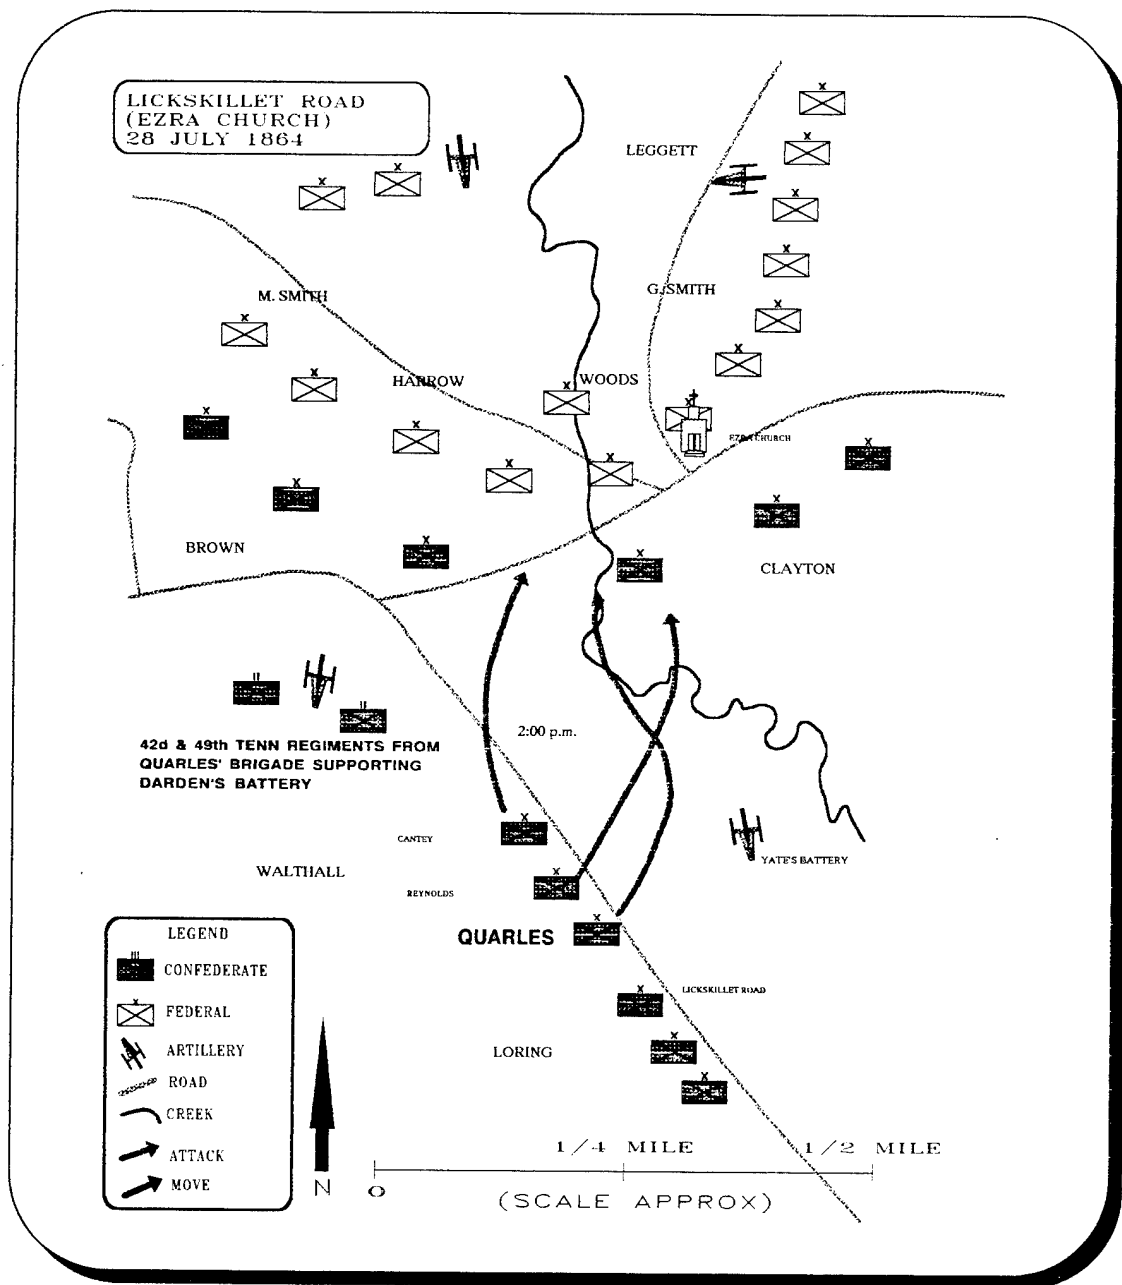 LICKSKILLET ROAD
(EZRA CHURCH)
28 JULY 1864
LEGGETT
M. SMITH
G. SMITH
HARROW
WOODS
EZRA CHURCH
BROWN
CLAYTON
2:00 p.m.
42d & 49th TENN REGIMENTS FROM
QUARLES' BRIGADE SUPPORTING
DARDEN'S BATTERY
CANTEY
YATE'S BATTERY
WALTHALL
REYNOLDS
QUARLES
LICKSKILLET ROAD
LORING
LEGEND
CONFEDERATE
FEDERAL
ARTILLERY
ROAD
CREEK
ATTACK
MOVE
N
1/4 MILE
1/2 MILE
0
(SCALE APPROX)